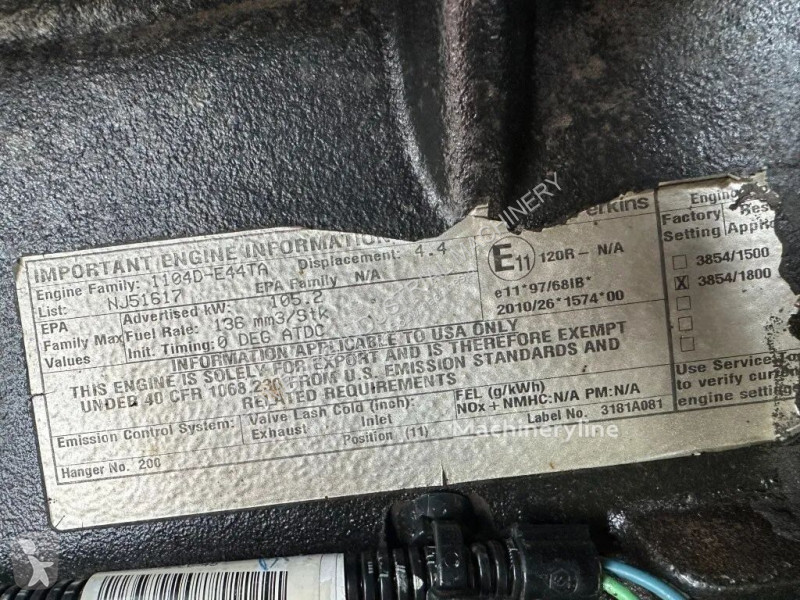 IMPORTANT ENGINE INFORMATION
Perkins
Engine Family: 1104D-E44TA Displacement: 4.4
List: NJ51617 EPA Family N/A
EPA Family Max Values
Advertised kW: 105.2
Fuel Rate: 136 mm3/Stk
Init. Timing: 0 DEG ATDC
INFORMATION APPLICABLE TO USA ONLY
THIS ENGINE IS SOLELY FOR EXPORT AND IS THEREFORE EXEMPT
UNDER 40 CFR 1068.230 FROM U.S. EMISSION STANDARDS AND
RELATED REQUIREMENTS
Emission Control System:
Valve Lash Cold (inch):
Exhaust Inlet
FEL (g/kWh)
NOx + NMHC:N/A PM:N/A
Hanger No. 200
Position (11)
Label No. 3181A081
E11 120R- N/A
e11*97/68IB*
2010/26*1574*00
Engine
Factory
Setting
3854/1500
X 3854/1800
Use Service
to verify
engine settings
MACHINERY
Machineryline